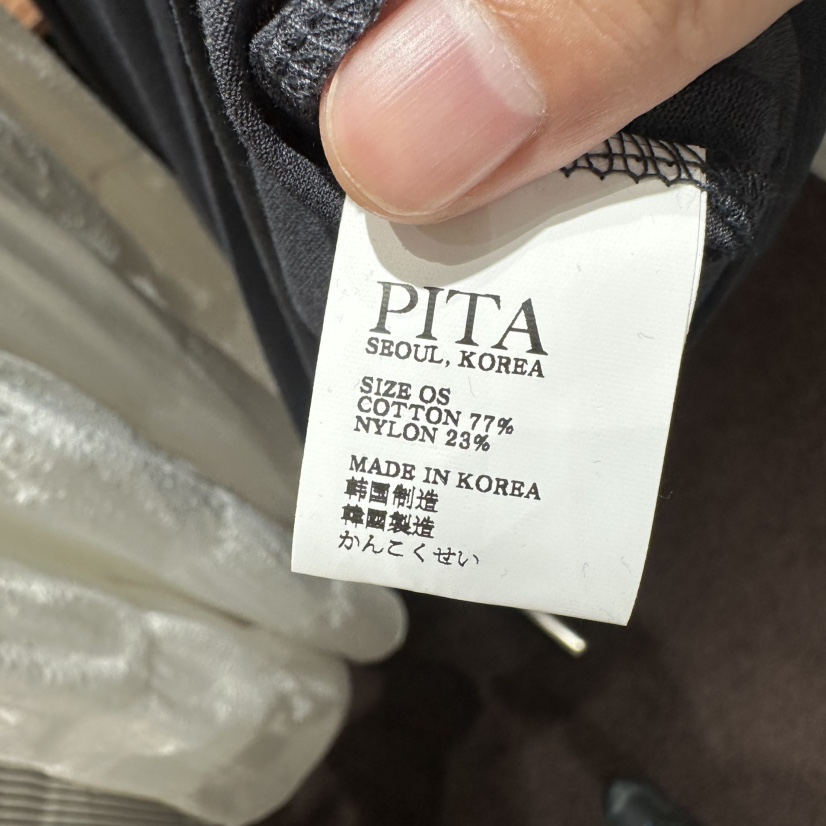 PITA
SEOUL, KOREA
SIZE OS
COTTON 77%
NYLON 23%
MADE IN KOREA
韩國制造
韓國製造
かんこくせい